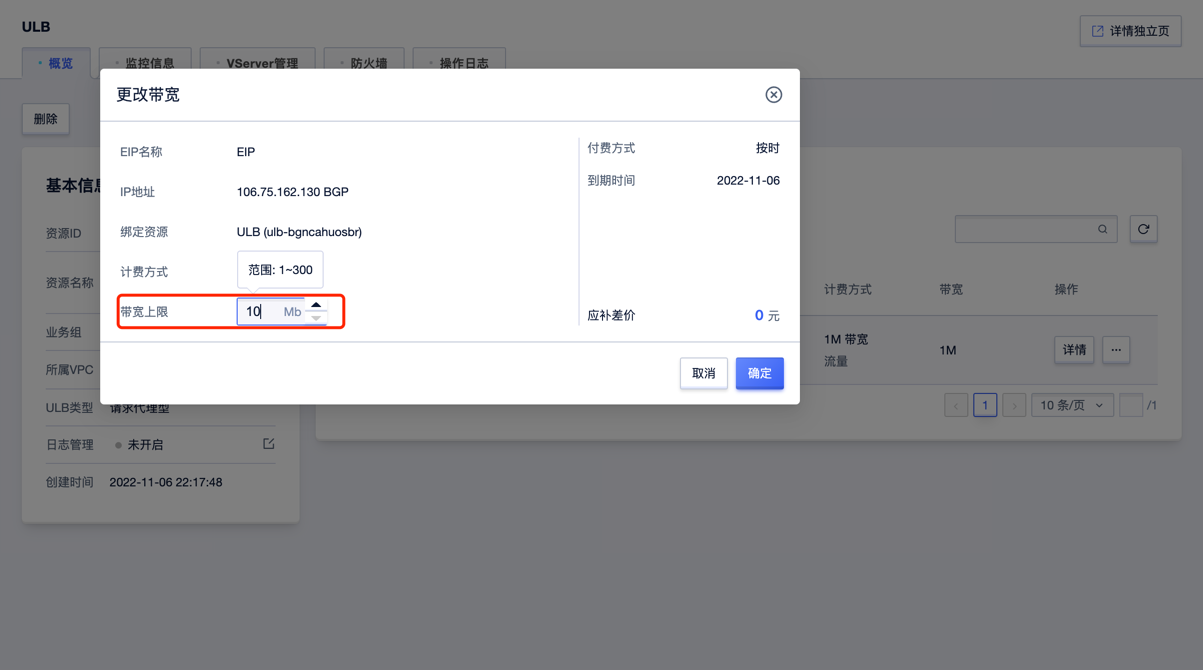 ULB
详情独立页
概览
监控信息
VServer管理
防火墙
操作日志
删除
更改带宽
EIP名称 EIP
IP地址 106.75.162.130 BGP
绑定资源 ULB (ulb-bgncahuosbr)
计费方式
范围: 1~300
带宽上限 10 Mb
付费方式 按时
到期时间 2022-11-06
应补差价 0 元
取消
确定
基本信息
资源ID
资源名称
业务组
所属VPC
ULB类型 请求代理型
日志管理 未开启
创建时间 2022-11-06 22:17:48
计费方式 带宽 操作
1M 带宽
流量
1M
详情
...
1
10 条/页
/1